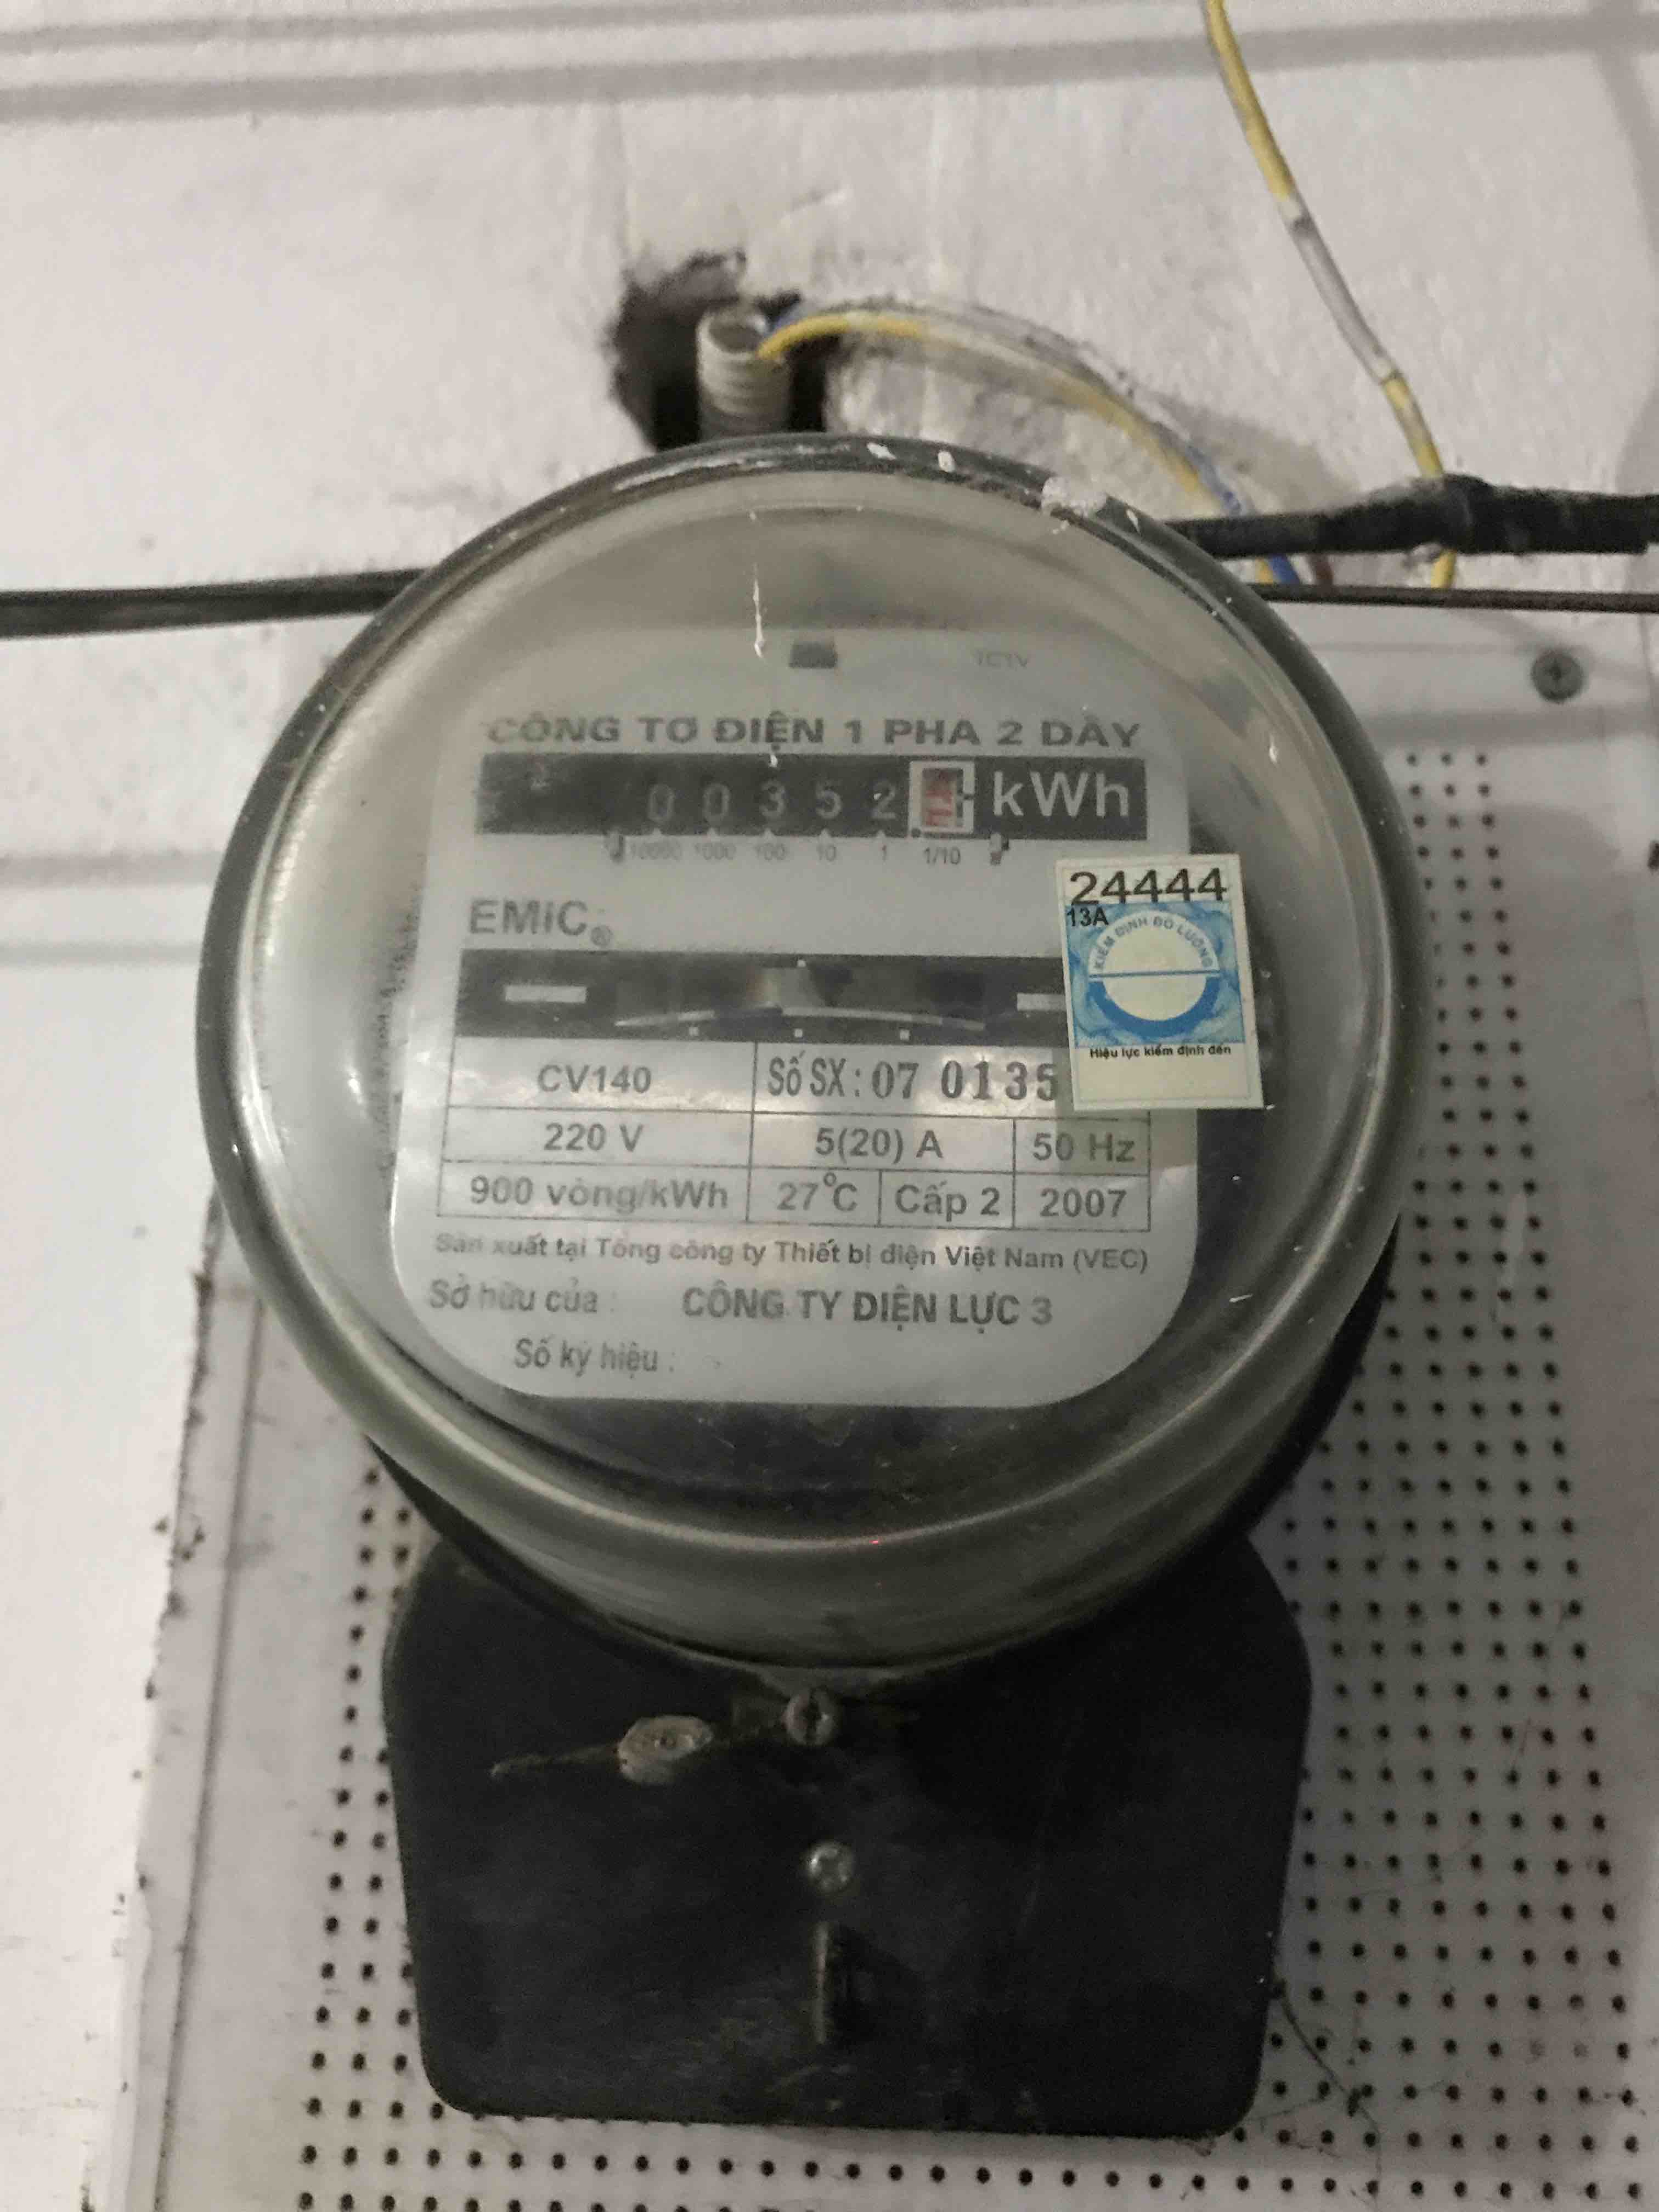 CÔNG TƠ ĐIỆN 1 PHA 2 DÂY
0 0 3 5 2 kWh
10000 1000 100 10 1 1/10
EMIC®
24444
13A
KIỂM ĐỊNH ĐO LƯỜNG
Hiệu lực kiểm định đến
CV140 Số SX: 07 0135
220 V 5(20) A 50 Hz
900 vòng/kWh 27°C Cấp 2 2007
Sản xuất tại Tổng công ty Thiết bị điện Việt Nam (VEC)
Sở hữu của : CÔNG TY ĐIỆN LỰC 3
Số ký hiệu :